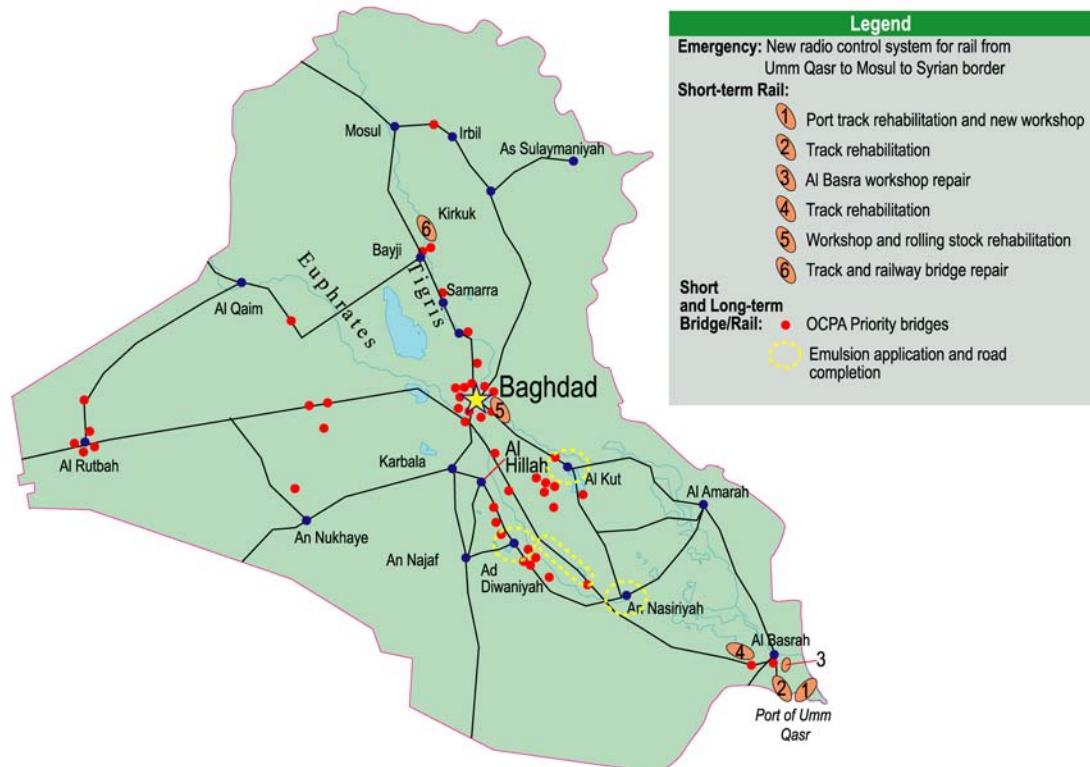 Legend
Emergency: New radio control system for rail from
Umm Qasr to Mosul to Syrian border
Short-term Rail:
1 Port track rehabilitation and new workshop
2 Track rehabilitation
3 Al Basra workshop repair
4 Track rehabilitation
5 Workshop and rolling stock rehabilitation
6 Track and railway bridge repair
Short
and Long-term
Bridge/Rail: OCPA Priority bridges
Emulsion application and road
completion
Mosul
Irbil
As Sulaymaniyah
6
Kirkuk
Bayji
Euphrates
Tigris
Samarra
Al Qaim
Baghdad
5
Al Rutbah
Karbala
Al
Hillah
Al Kut
Al Amarah
An Nukhaye
An Najaf
Ad
Diwaniyah
An Nasiriyah
Al Basrah
4
3
2
1
Port of Umm
Qasr